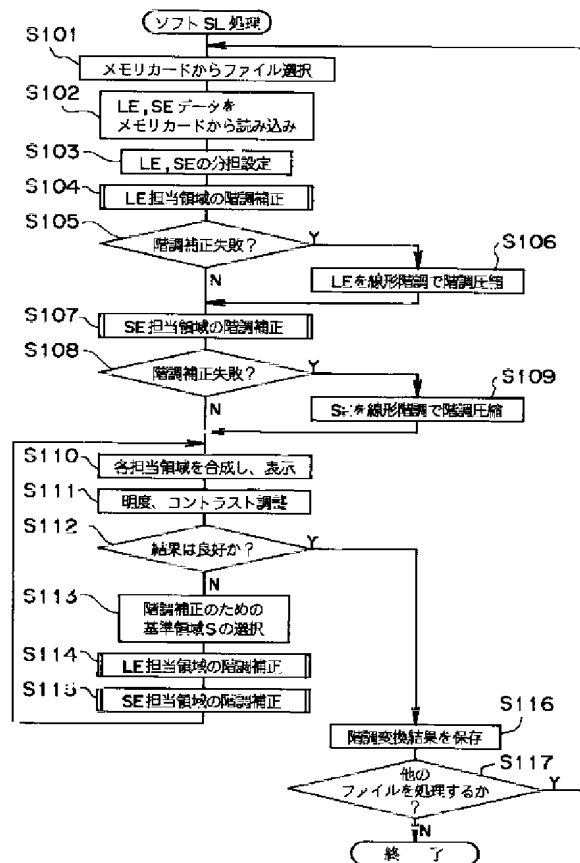 ソフトSL処理
S101
メモリカードからファイル選択
S102
LE,SEデータを
メモリカードから読み込み
S103
LE,SEの分担設定
S104
LE担当領域の階調補正
S105
階調補正失敗?
Y
N
S106
LEを線形階調で階調圧縮
S107
SE担当領域の階調補正
S108
階調補正失敗?
Y
N
S109
SEを線形階調で階調圧縮
S110
各担当領域を合成し、表示
S111
明度、コントラスト調整
S112
結果は良好か?
Y
N
S113
階調補正のための
基準領域Sの選択
S114
LE担当領域の階調補正
S115
SE担当領域の階調補正
S116
階調変換結果を保存
S117
他の
ファイルを処理するか
?
Y
N
終 了